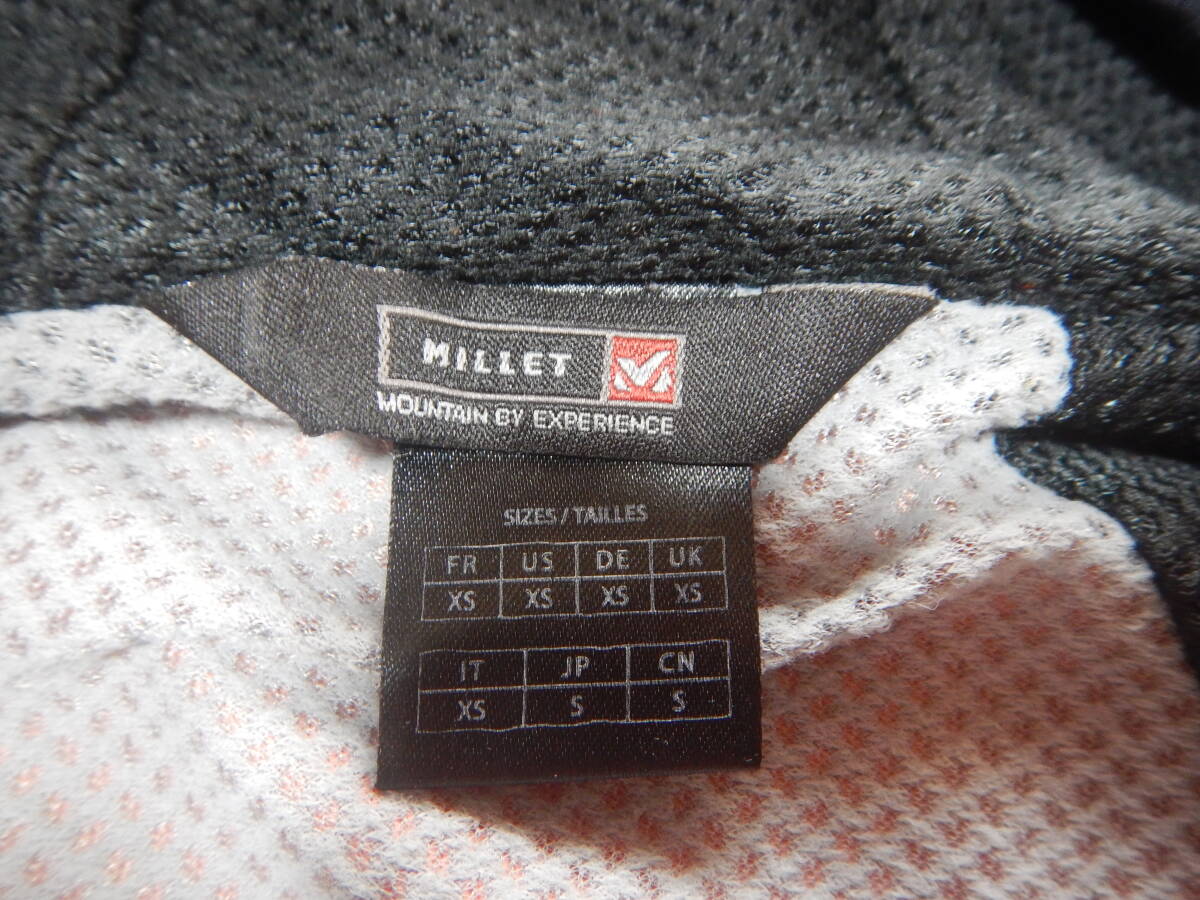 MILLET
MOUNTAIN BY EXPERIENCE
SIZES / TAILLES
FR US DE UK
XS XS XS XS
IT JP CN
XS S S